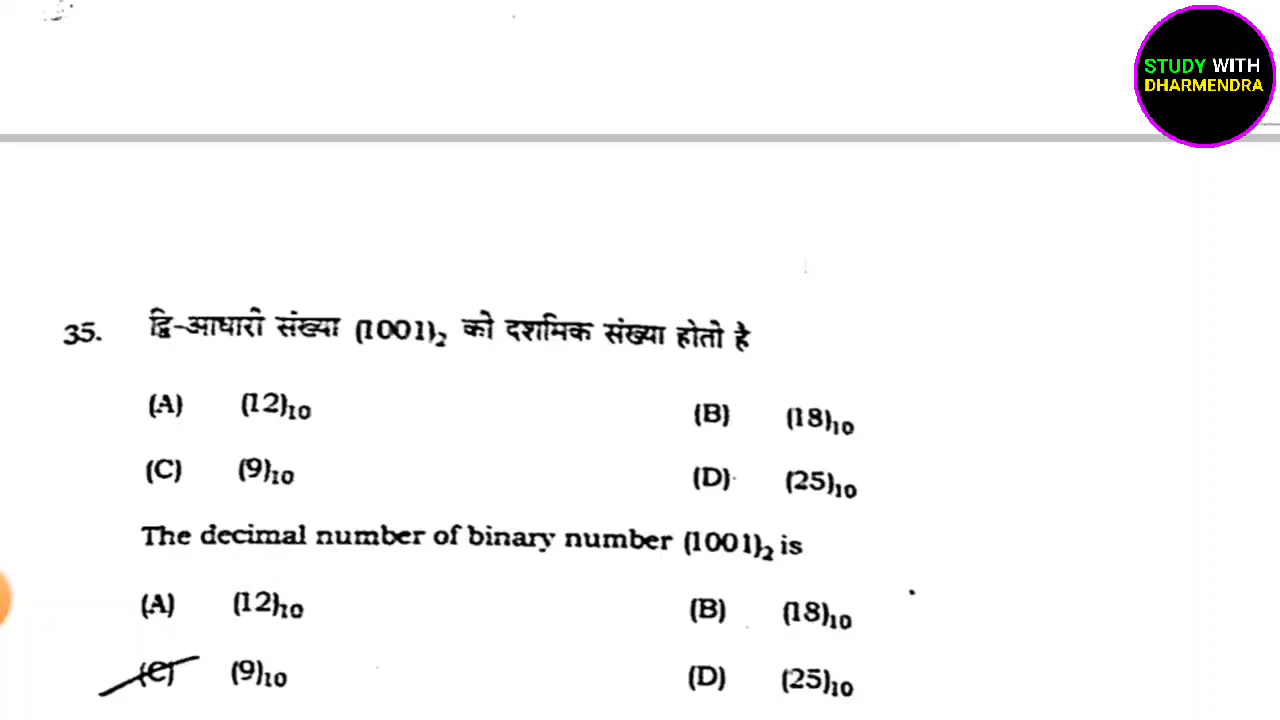 STUDY WITH
DHARMENDRA
35. द्वि-आधारी संख्या (1001)₂ की दशमिक संख्या होती है
(A) (12)₁₀ (B) (18)₁₀
(C) (9)₁₀ (D) (25)₁₀
The decimal number of binary number (1001)₂ is
(A) (12)₁₀ (B) (18)₁₀
(C) (9)₁₀ (D) (25)₁₀